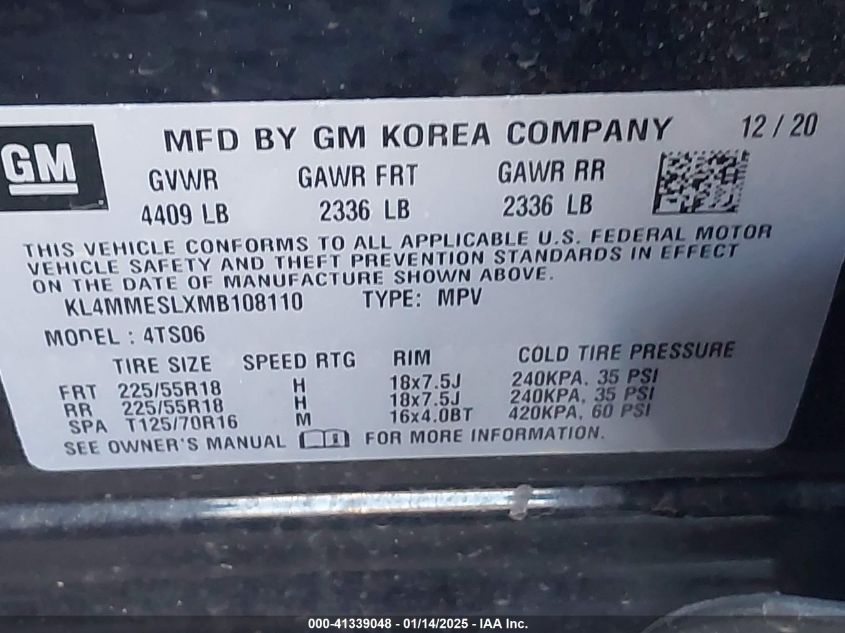 GM
MFD BY GM KOREA COMPANY 12 / 20
GVWR GAWR FRT GAWR RR
4409 LB 2336 LB 2336 LB
THIS VEHICLE CONFORMS TO ALL APPLICABLE U.S. FEDERAL MOTOR
VEHICLE SAFETY AND THEFT PREVENTION STANDARDS IN EFFECT
ON THE DATE OF MANUFACTURE SHOWN ABOVE.
KL4MMESLXMB108110 TYPE: MPV
MODEL : 4TS06
TIRE SIZE SPEED RTG RIM COLD TIRE PRESSURE
FRT 225/55R18 H 18x7.5J 240KPA, 35 PSI
RR 225/55R18 H 18x7.5J 240KPA, 35 PSI
SPA T125/70R16 M 16x4.0BT 420KPA, 60 PSI
SEE OWNER'S MANUAL FOR MORE INFORMATION.
000-41339048 - 01/14/2025 - IAA Inc.